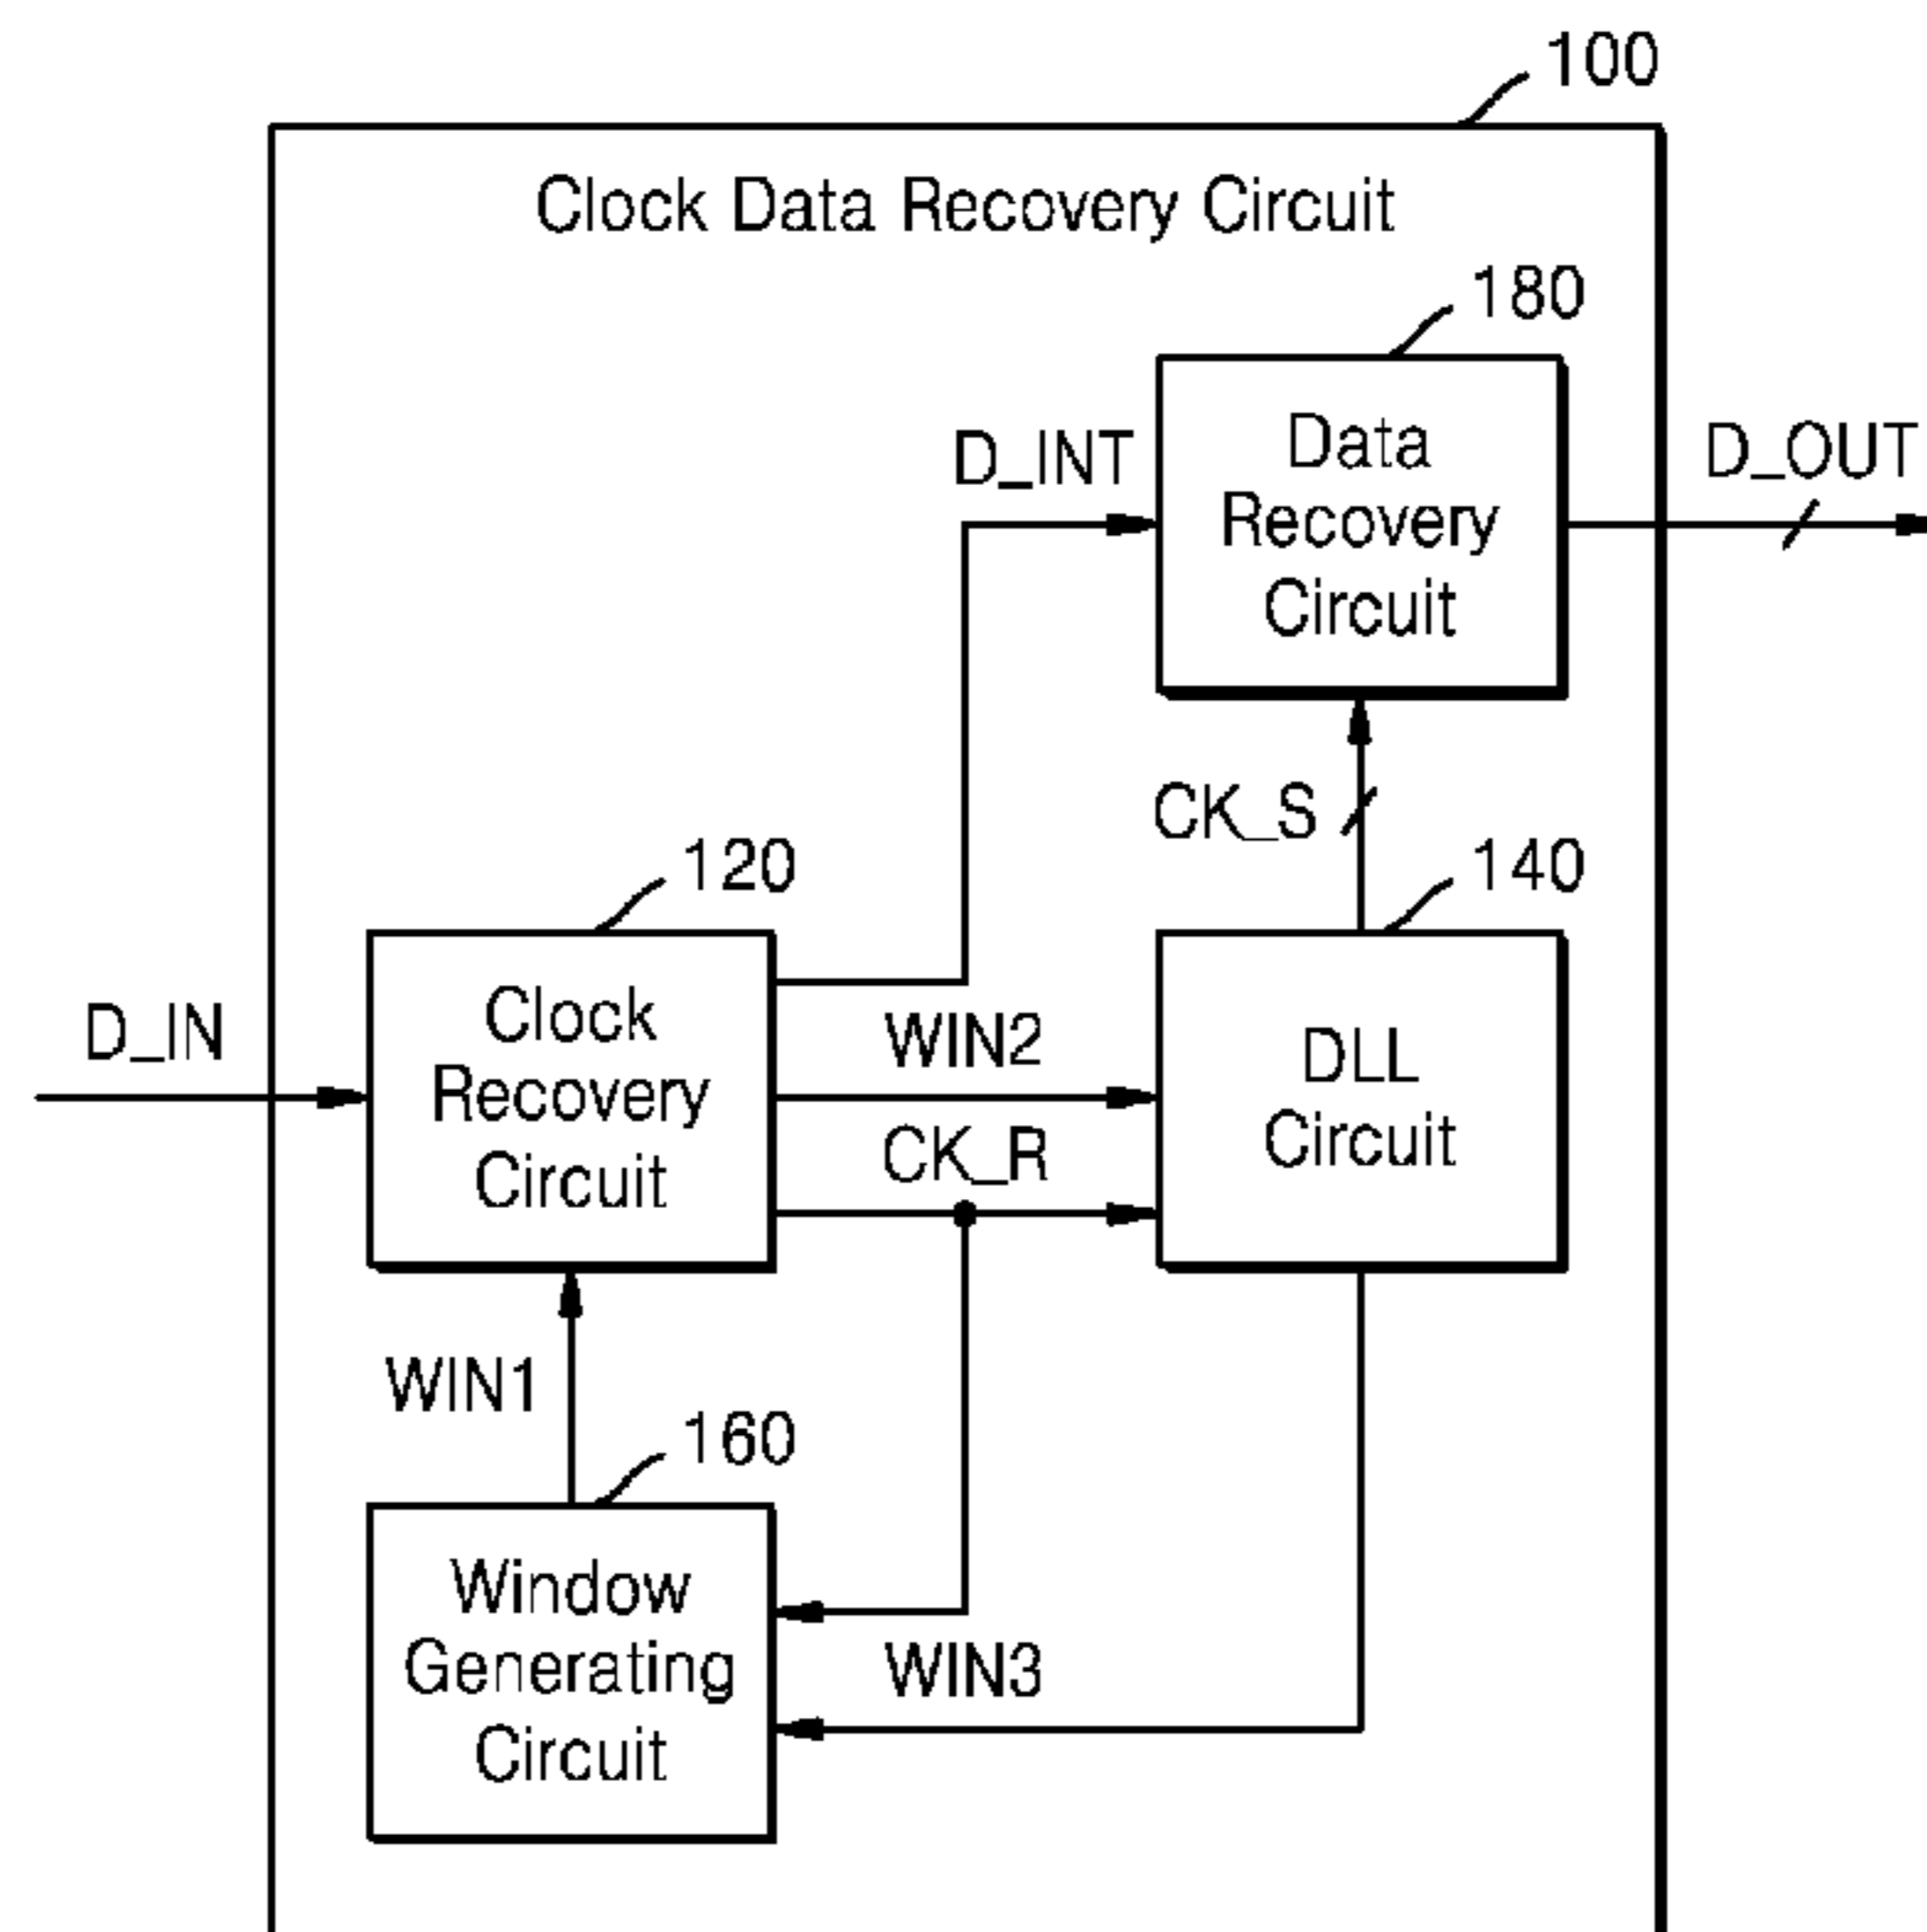 100
Clock Data Recovery Circuit
180
D_INT
Data
Recovery
Circuit
D_OUT
CK_S
120
140
D_IN
Clock
Recovery
Circuit
WIN2
CK_R
DLL
Circuit
WIN1
160
Window
Generating
Circuit
WIN3